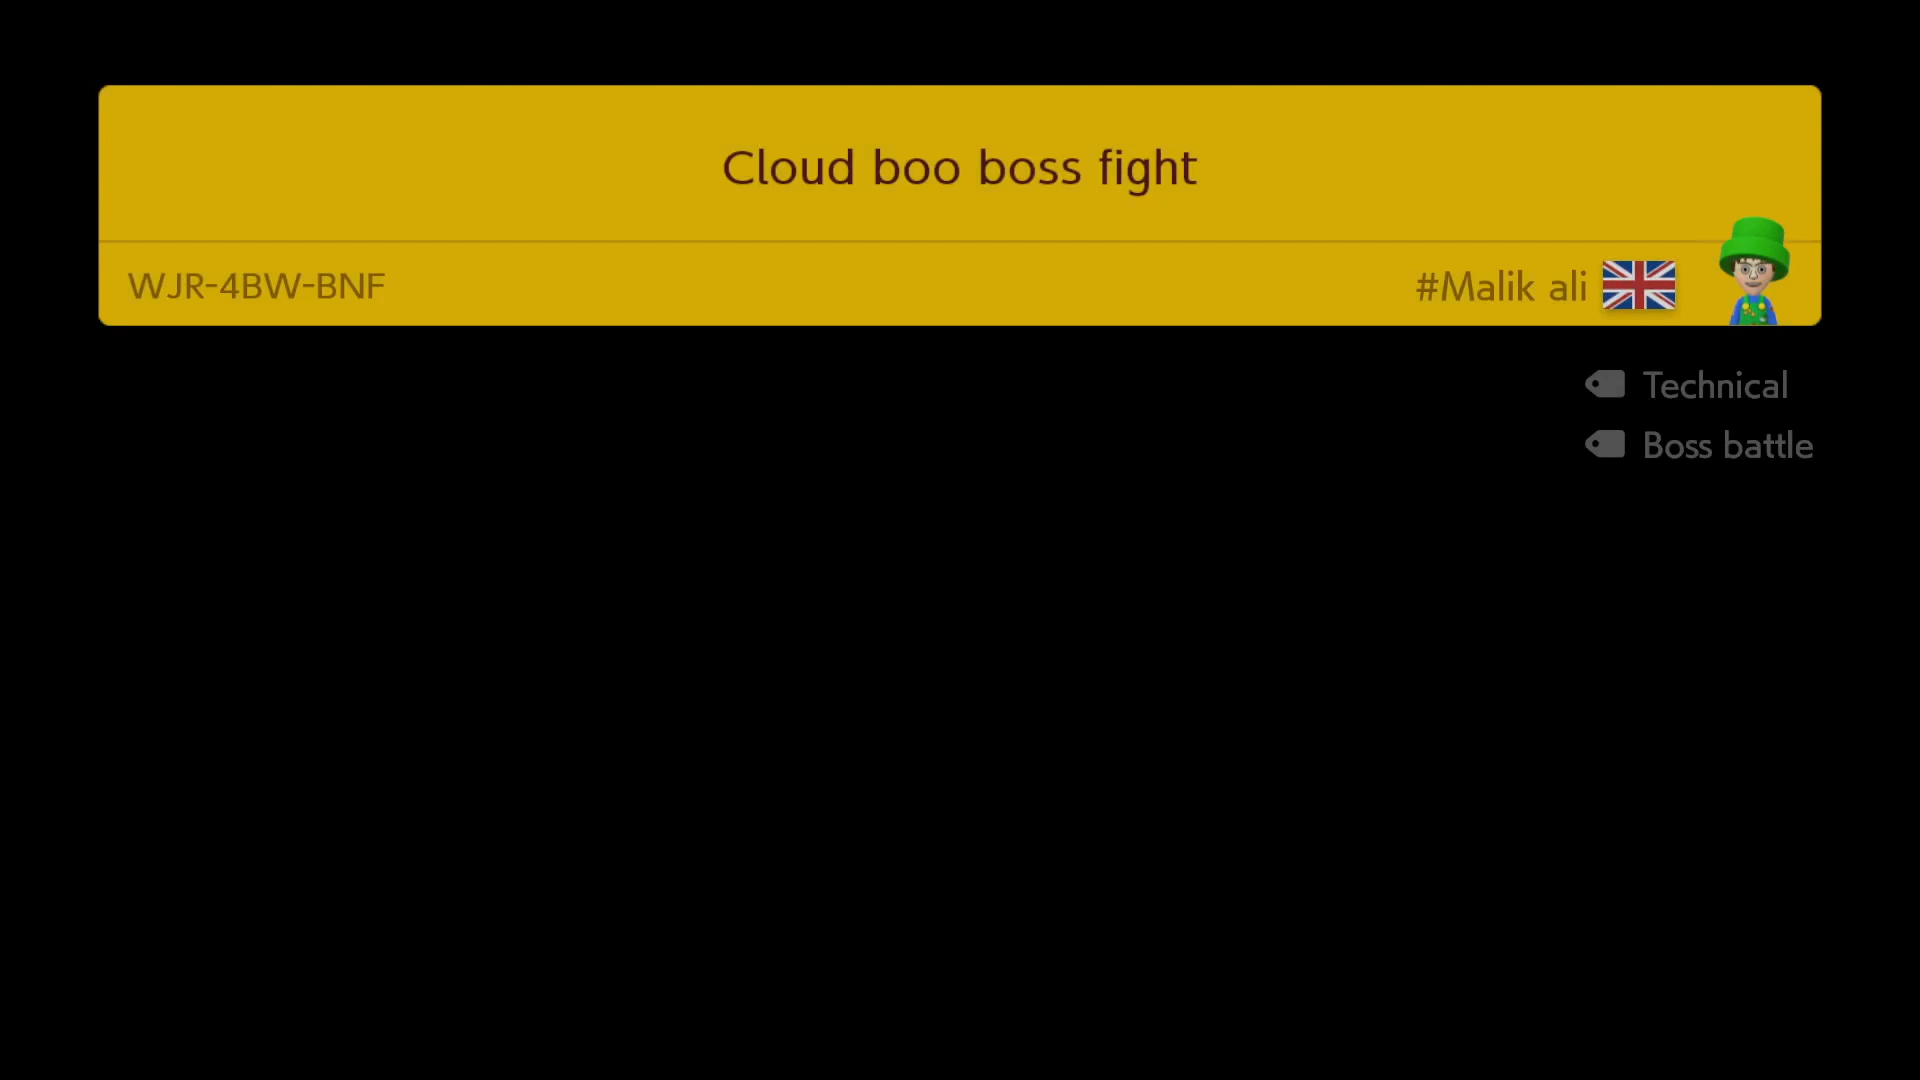 Cloud boo boss fight
WJR-4BW-BNF
#Malik ali
Technical
Boss battle